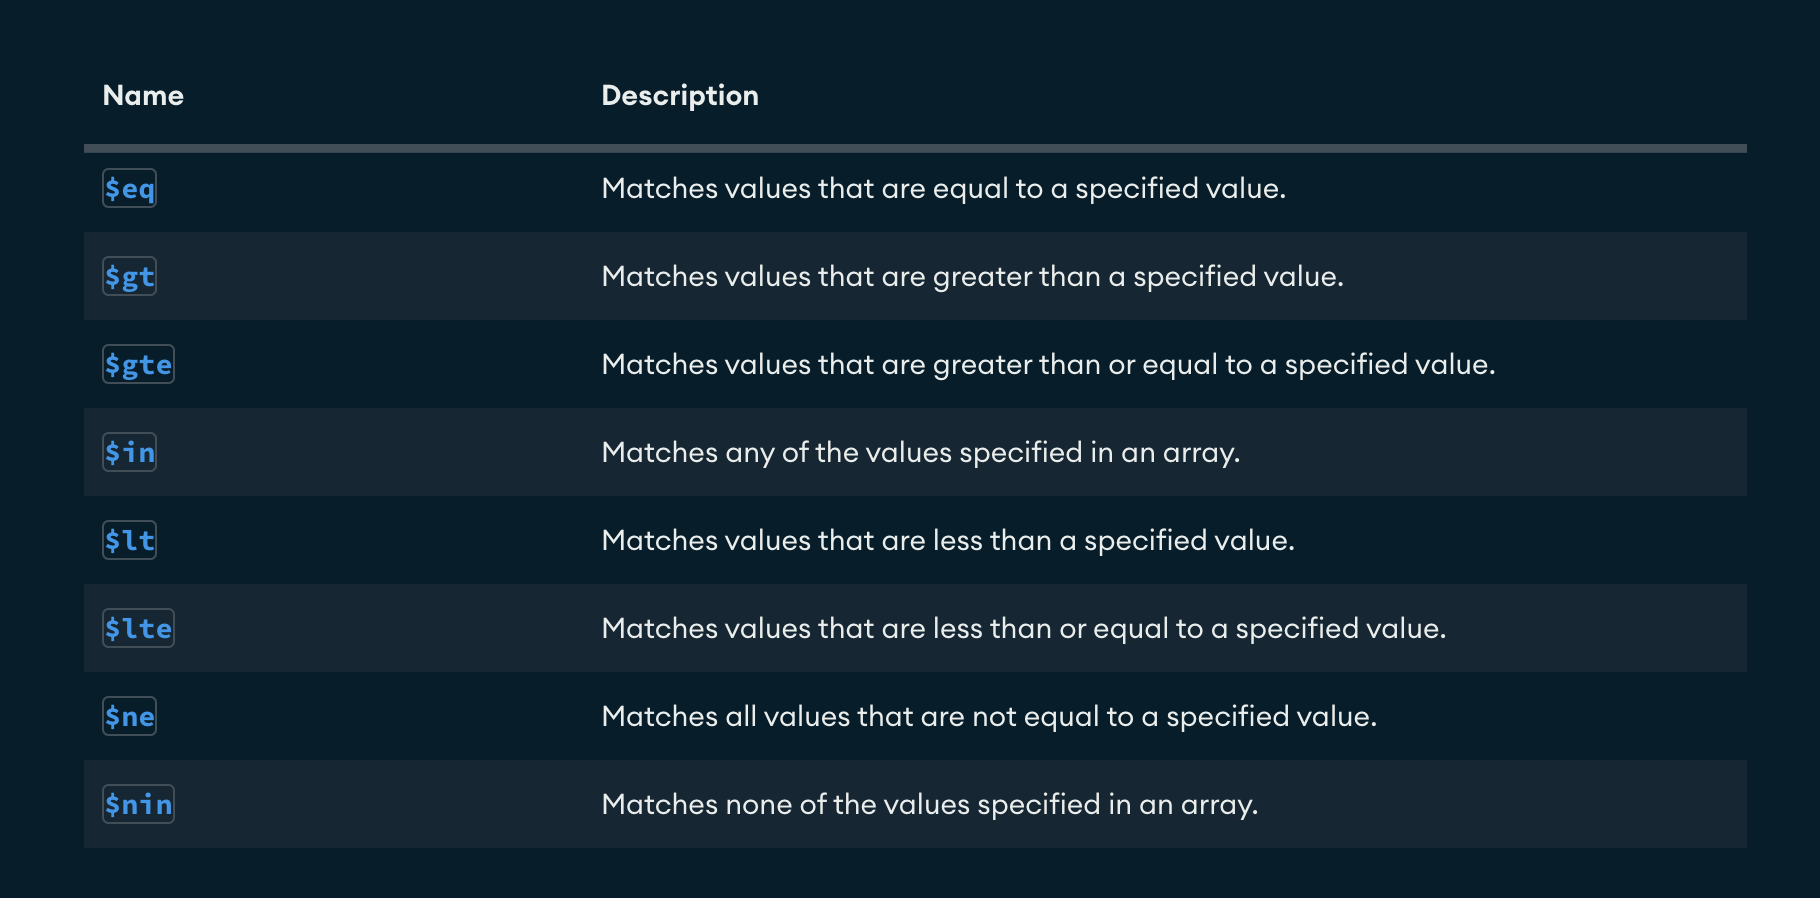 Name Description
$eq Matches values that are equal to a specified value.
$gt Matches values that are greater than a specified value.
$gte Matches values that are greater than or equal to a specified value.
$in Matches any of the values specified in an array.
$lt Matches values that are less than a specified value.
$lte Matches values that are less than or equal to a specified value.
$ne Matches all values that are not equal to a specified value.
$nin Matches none of the values specified in an array.